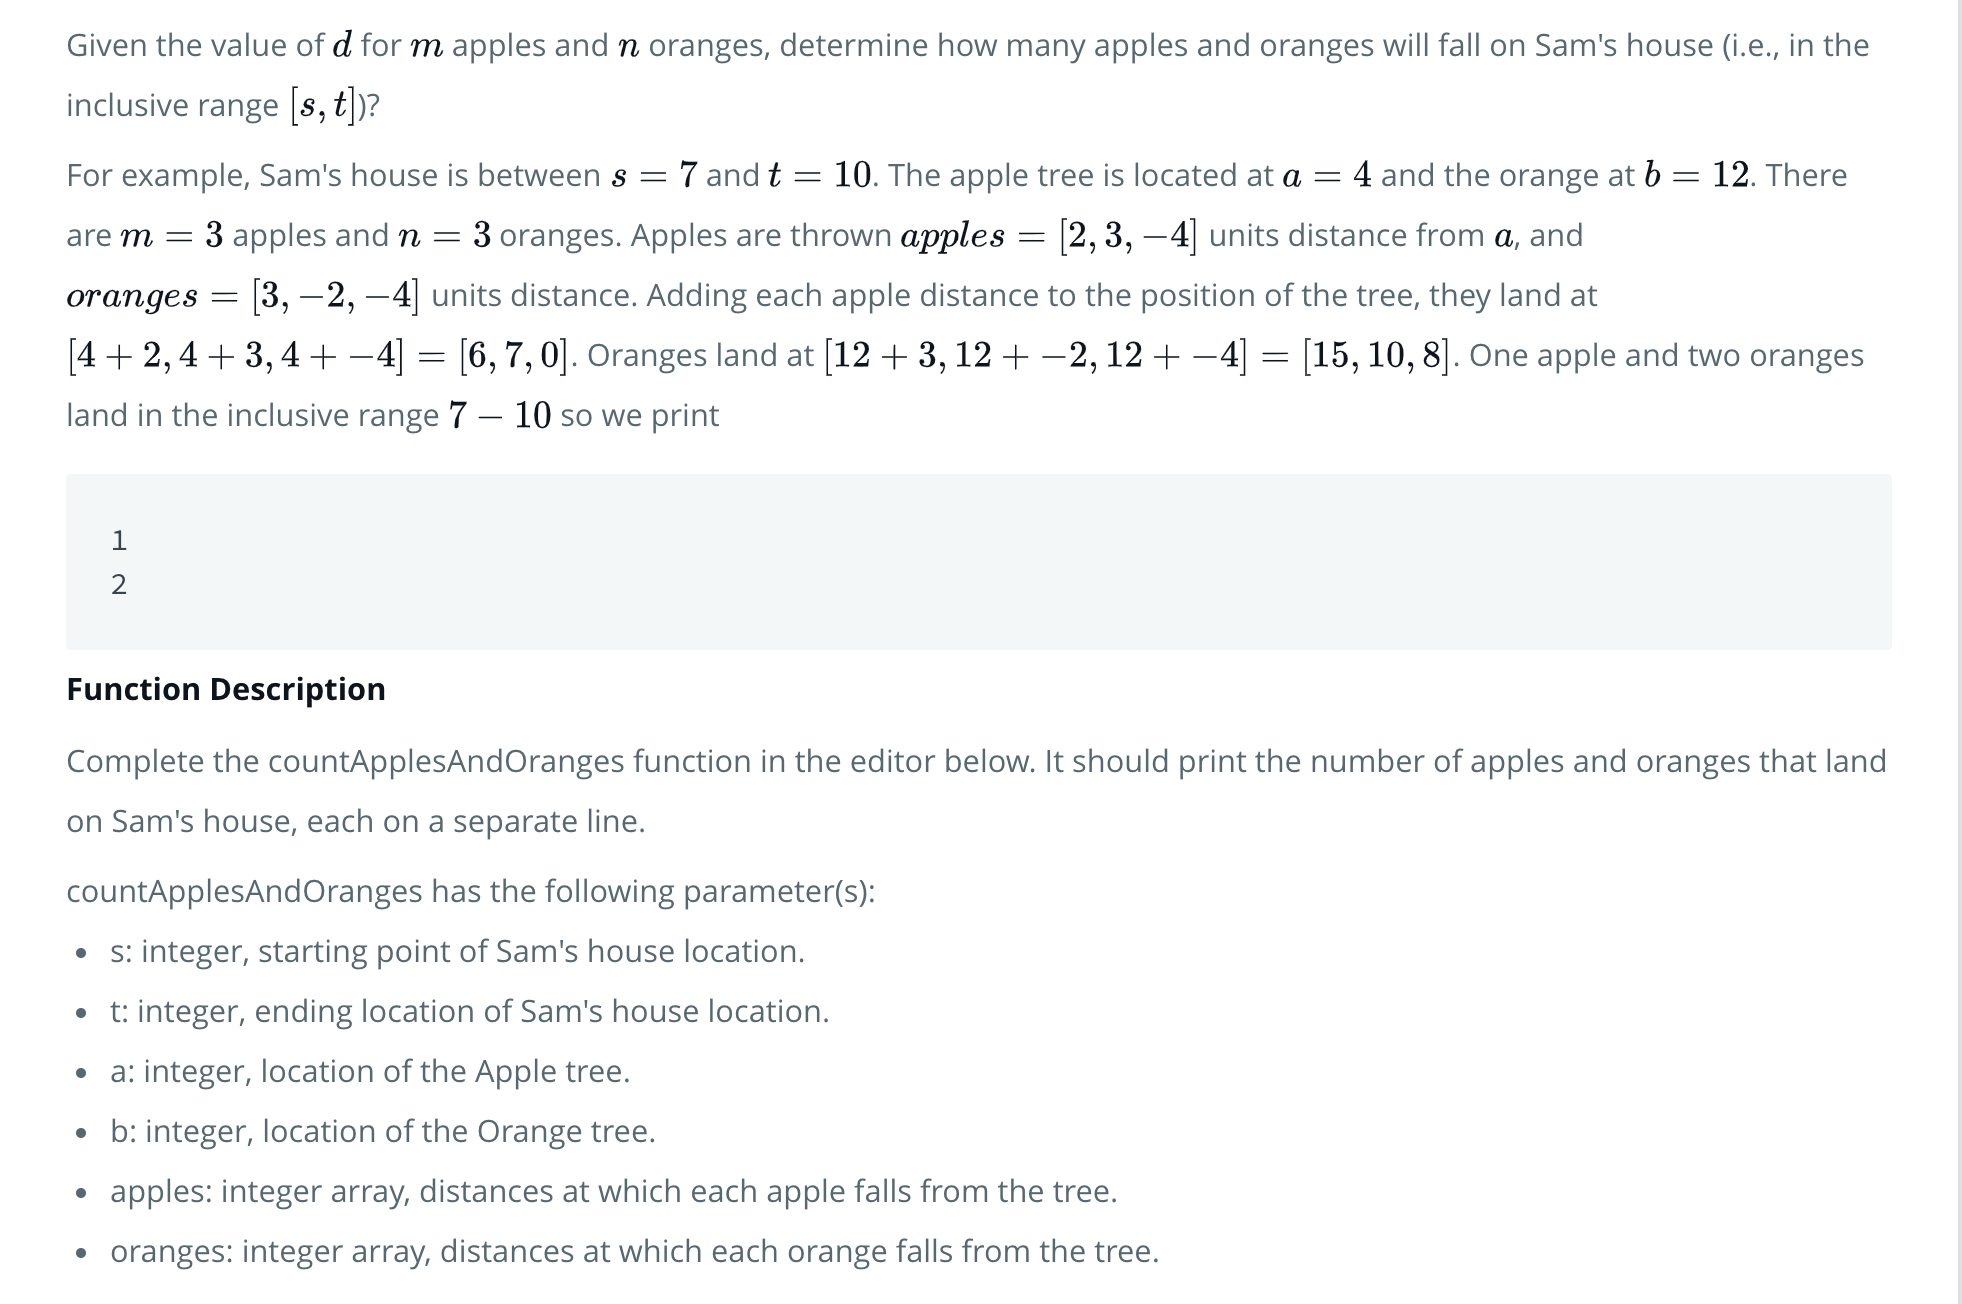 Given the value of d for m apples and n oranges, determine how many apples and oranges will fall on Sam's house (i.e., in the
inclusive range [s, t])?
For example, Sam's house is between s = 7 and t = 10. The apple tree is located at a = 4 and the orange at b = 12. There
are m = 3 apples and n = 3 oranges. Apples are thrown apples = [2, 3, −4] units distance from a, and
oranges = [3, −2, −4] units distance. Adding each apple distance to the position of the tree, they land at
[4 + 2, 4 + 3, 4 + −4] = [6, 7, 0]. Oranges land at [12 + 3, 12 + −2, 12 + −4] = [15, 10, 8]. One apple and two oranges
land in the inclusive range 7 − 10 so we print
1
2
Function Description
Complete the countApplesAndOranges function in the editor below. It should print the number of apples and oranges that land
on Sam's house, each on a separate line.
countApplesAndOranges has the following parameter(s):
• s: integer, starting point of Sam's house location.
• t: integer, ending location of Sam's house location.
• a: integer, location of the Apple tree.
• b: integer, location of the Orange tree.
• apples: integer array, distances at which each apple falls from the tree.
• oranges: integer array, distances at which each orange falls from the tree.